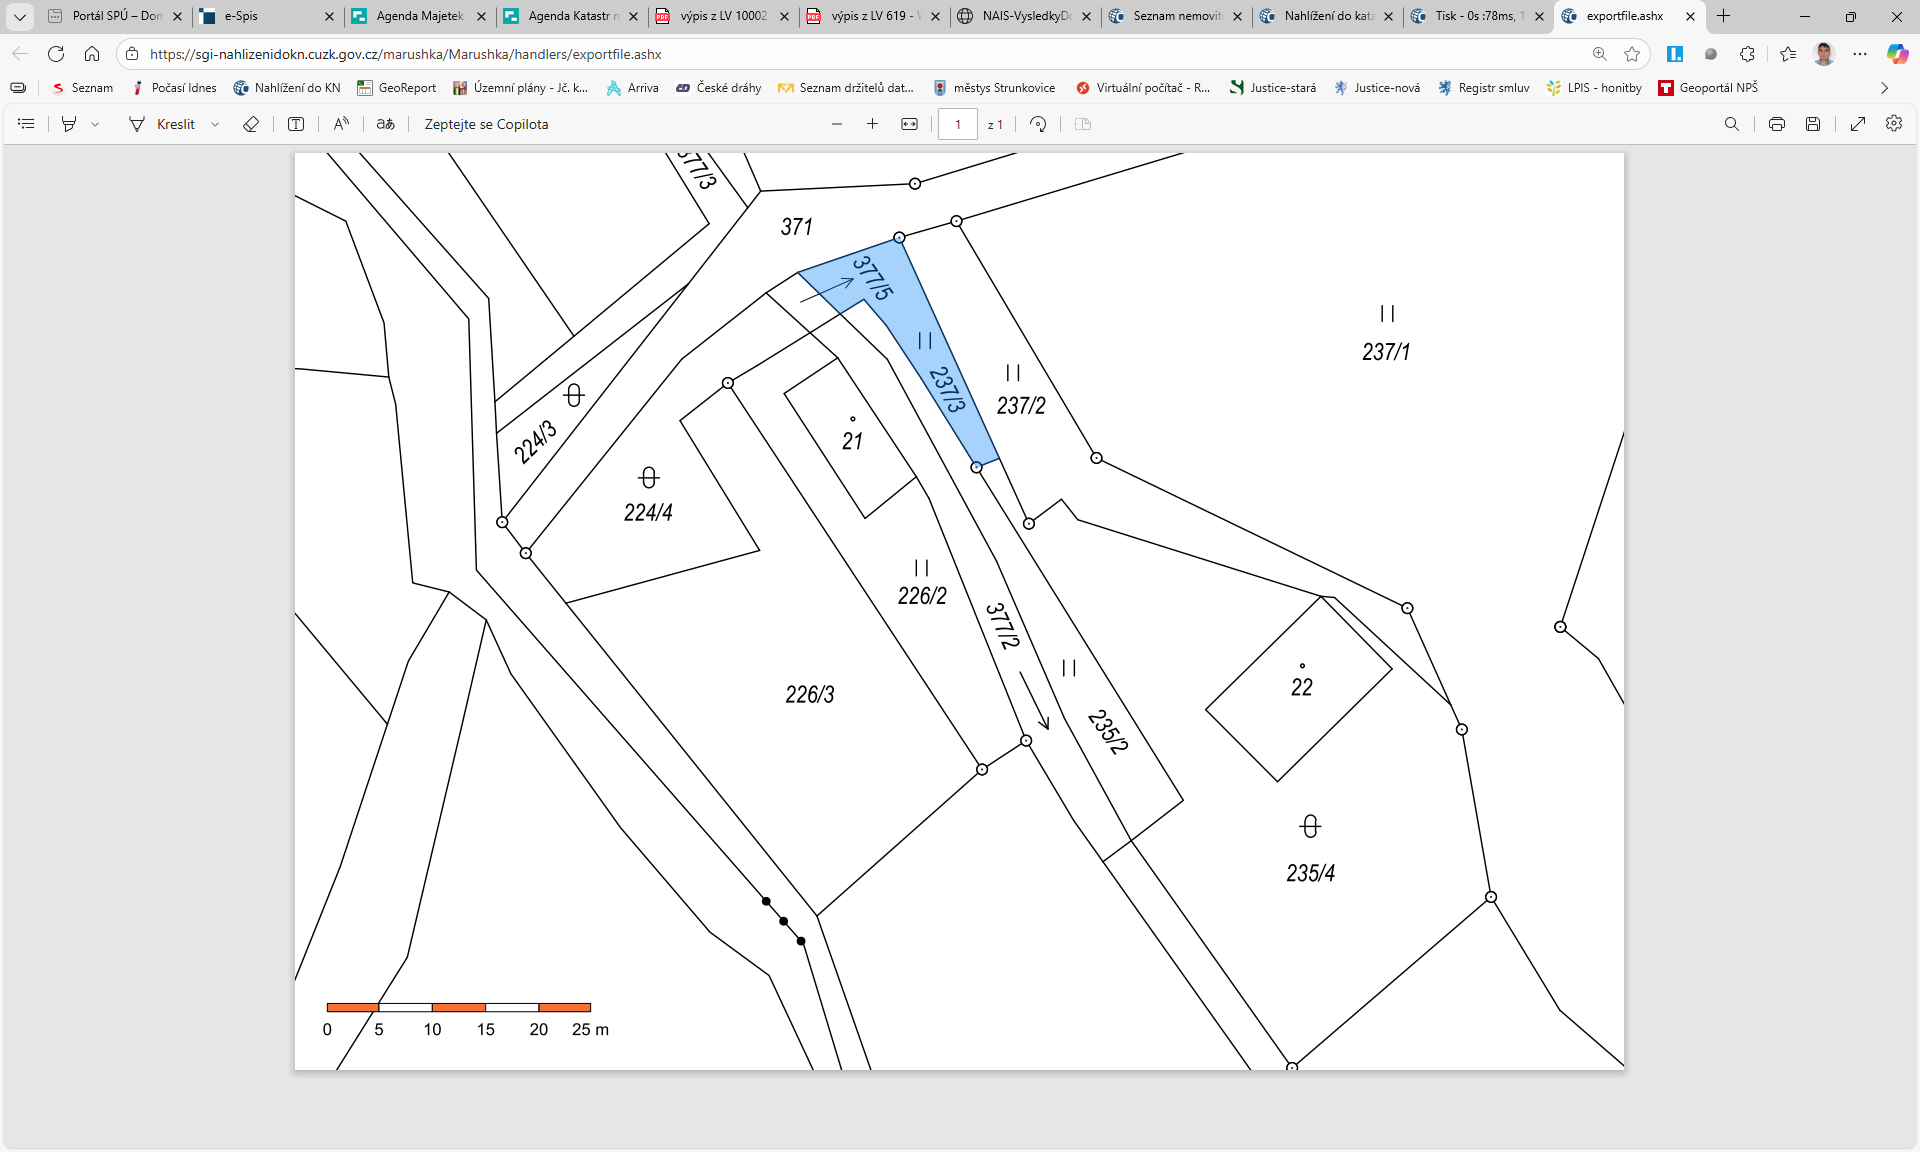 Portál SPÚ – Dom
e-Spis
Agenda Majetek
Agenda Katastr n
výpis z LV 10002
výpis z LV 619 -
NAIS-VysledkyDo
Seznam nemovit
Nahlížení do kata
Tisk - 0s :78ms, 1
exportfile.ashx
https://sgi-nahlizenidokn.cuzk.gov.cz/marushka/Marushka/handlers/exportfile.ashx
Seznam
Počasí Idnes
Nahlížení do KN
GeoReport
Územní plány - Jč. k...
Arriva
České dráhy
Seznam držitelů dat...
městys Strunkovice
Virtuální počítač - R...
Justice-stará
Justice-nová
Registr smluv
LPIS - honitby
Geoportál NPŠ
Kreslit
Zeptejte se Copilota
1
z 1
377/3
371
377/5
237/1
237/3
237/2
224/3
21
224/4
226/2
377/2
22
226/3
235/2
235/4
0 5 10 15 20 25 m